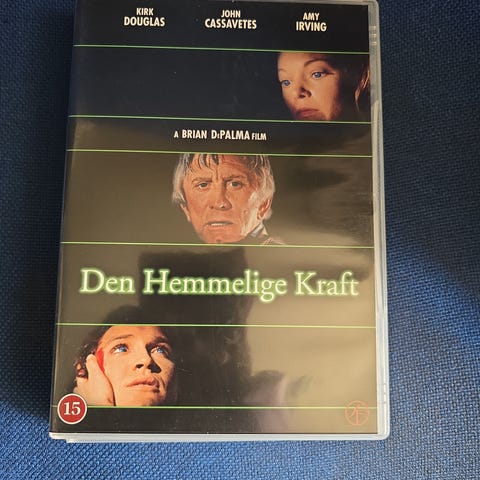 KIRK DOUGLAS
JOHN CASSAVETES
AMY IRVING
A BRIAN DePALMA FILM
Den Hemmelige Kraft
15